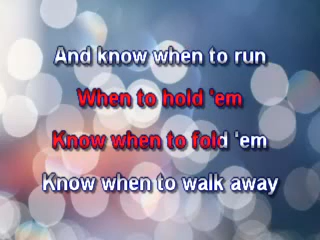 And know when to run
When to hold 'em
Know when to fold 'em
Know when to walk away